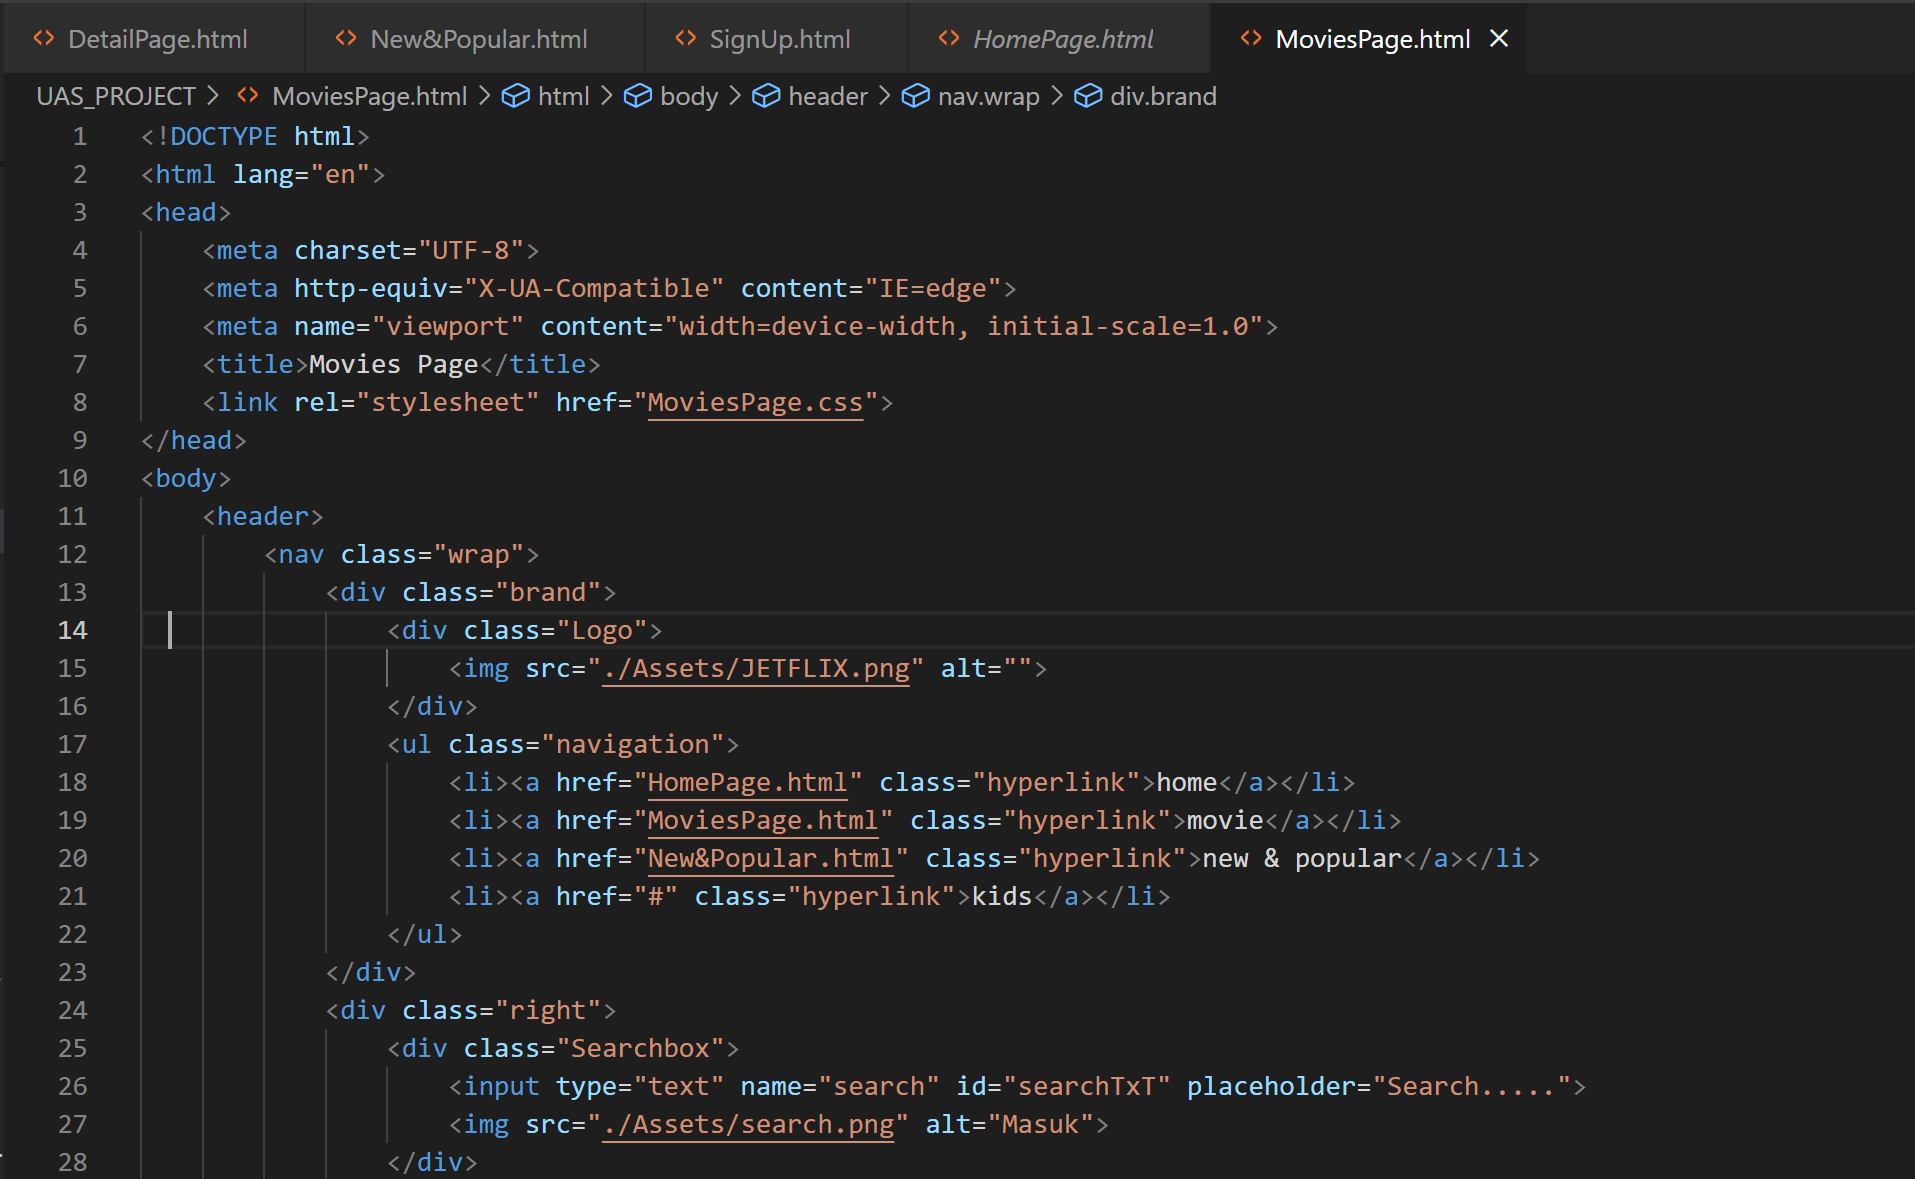 DetailPage.html New&Popular.html SignUp.html HomePage.html MoviesPage.html
UAS_PROJECT > MoviesPage.html > html > body > header > nav.wrap > div.brand
1 <!DOCTYPE html>
2 <html lang="en">
3 <head>
4     <meta charset="UTF-8">
5     <meta http-equiv="X-UA-Compatible" content="IE=edge">
6     <meta name="viewport" content="width=device-width, initial-scale=1.0">
7     <title>Movies Page</title>
8     <link rel="stylesheet" href="MoviesPage.css">
9 </head>
10 <body>
11     <header>
12         <nav class="wrap">
13             <div class="brand">
14                 <div class="Logo">
15                     <img src="./Assets/JETFLIX.png" alt="">
16                 </div>
17                 <ul class="navigation">
18                     <li><a href="HomePage.html" class="hyperlink">home</a></li>
19                     <li><a href="MoviesPage.html" class="hyperlink">movie</a></li>
20                     <li><a href="New&Popular.html" class="hyperlink">new & popular</a></li>
21                     <li><a href="#" class="hyperlink">kids</a></li>
22                 </ul>
23             </div>
24             <div class="right">
25                 <div class="Searchbox">
26                     <input type="text" name="search" id="searchTxT" placeholder="Search.....">
27                     <img src="./Assets/search.png" alt="Masuk">
28                 </div>